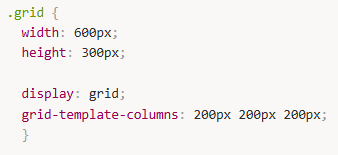 .grid {
  width: 600px;
  height: 300px;

  display: grid;
  grid-template-columns: 200px 200px 200px;
  }